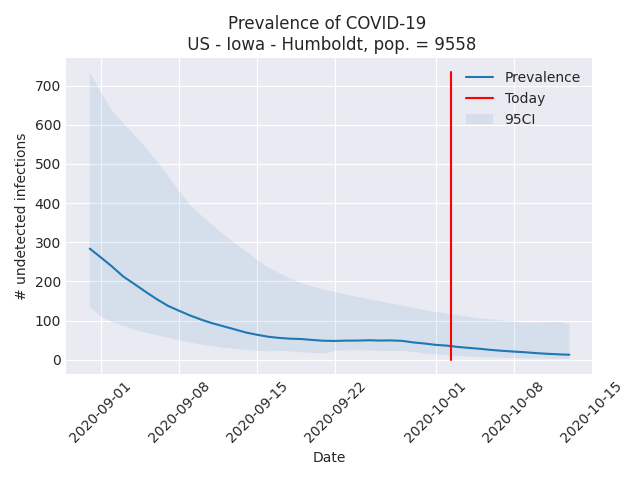 Prevalence of COVID-19
US - Iowa - Humboldt, pop. = 9558
Prevalence
Today
95CI
# undetected infections
700
600
500
400
300
200
100
0
2020-09-01
2020-09-08
2020-09-15
2020-09-22
2020-10-01
2020-10-08
2020-10-15
Date